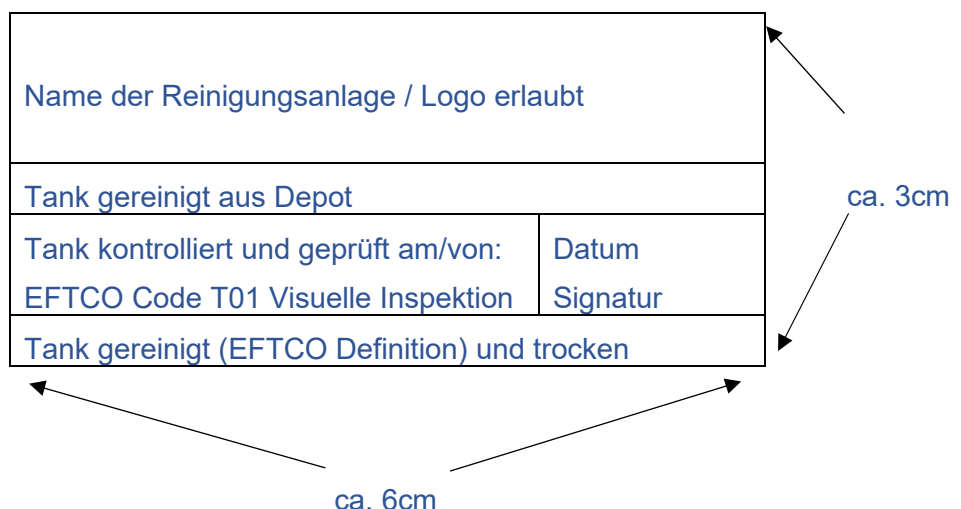 Name der Reinigungsanlage / Logo erlaubt
Tank gereinigt aus Depot
ca. 3cm
Tank kontrolliert und geprüft am/von:
Datum
EFTCO Code T01 Visuelle Inspektion
Signatur
Tank gereinigt (EFTCO Definition) und trocken
ca. 6cm